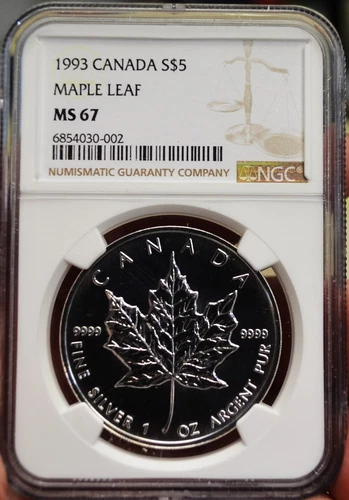 1993 CANADA S$5
MAPLE LEAF
MS 67
6854030-002
NUMISMATIC GUARANTY COMPANY
NGC®
CANADA
9999 9999
FINE SILVER 1 OZ ARGENT PUR